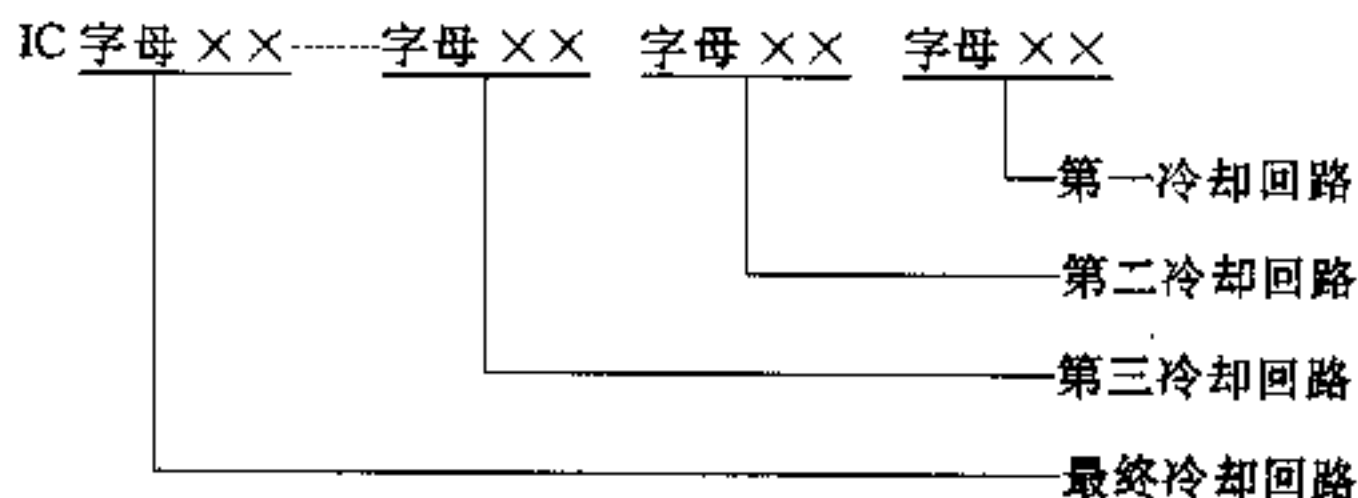 IC 字母 ×× 字母 ×× 字母 ×× 字母 ××
第一冷却回路
第二冷却回路
第三冷却回路
最终冷却回路